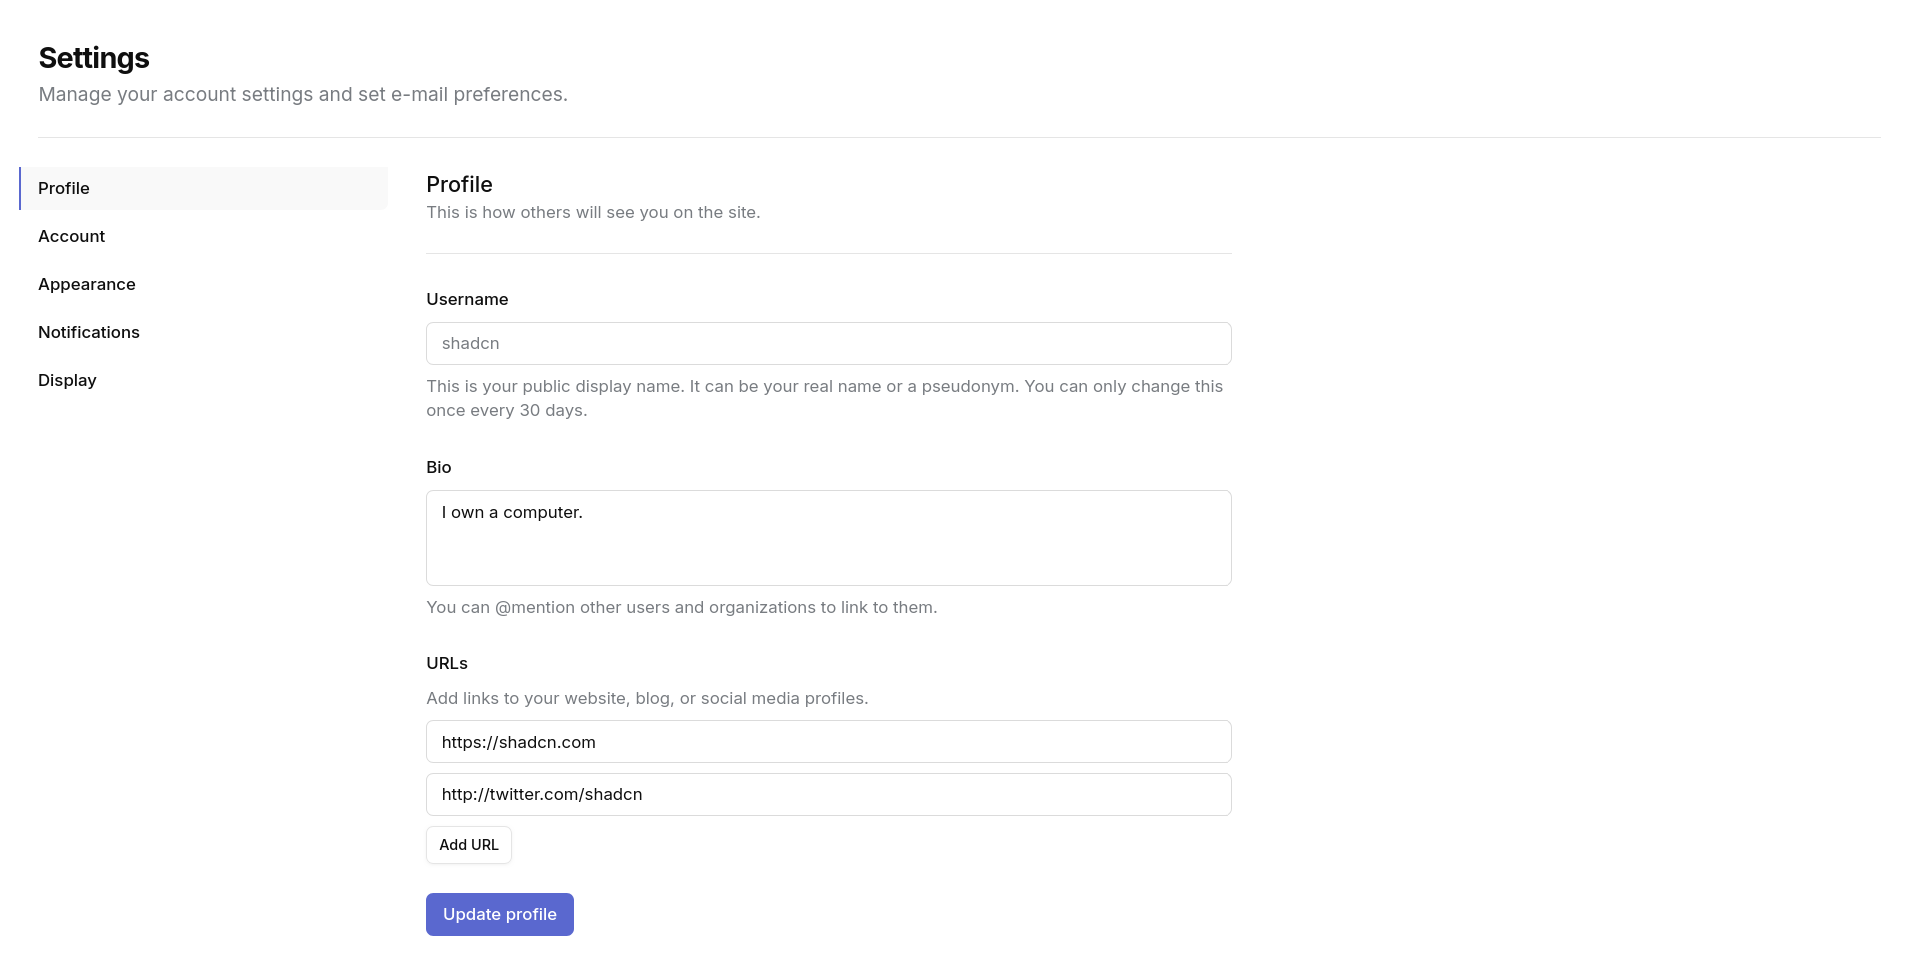 Settings
Manage your account settings and set e-mail preferences.
Profile
Account
Appearance
Notifications
Display
Profile
This is how others will see you on the site.
Username
shadcn
This is your public display name. It can be your real name or a pseudonym. You can only change this
once every 30 days.
Bio
I own a computer.
You can @mention other users and organizations to link to them.
URLs
Add links to your website, blog, or social media profiles.
https://shadcn.com
http://twitter.com/shadcn
Add URL
Update profile